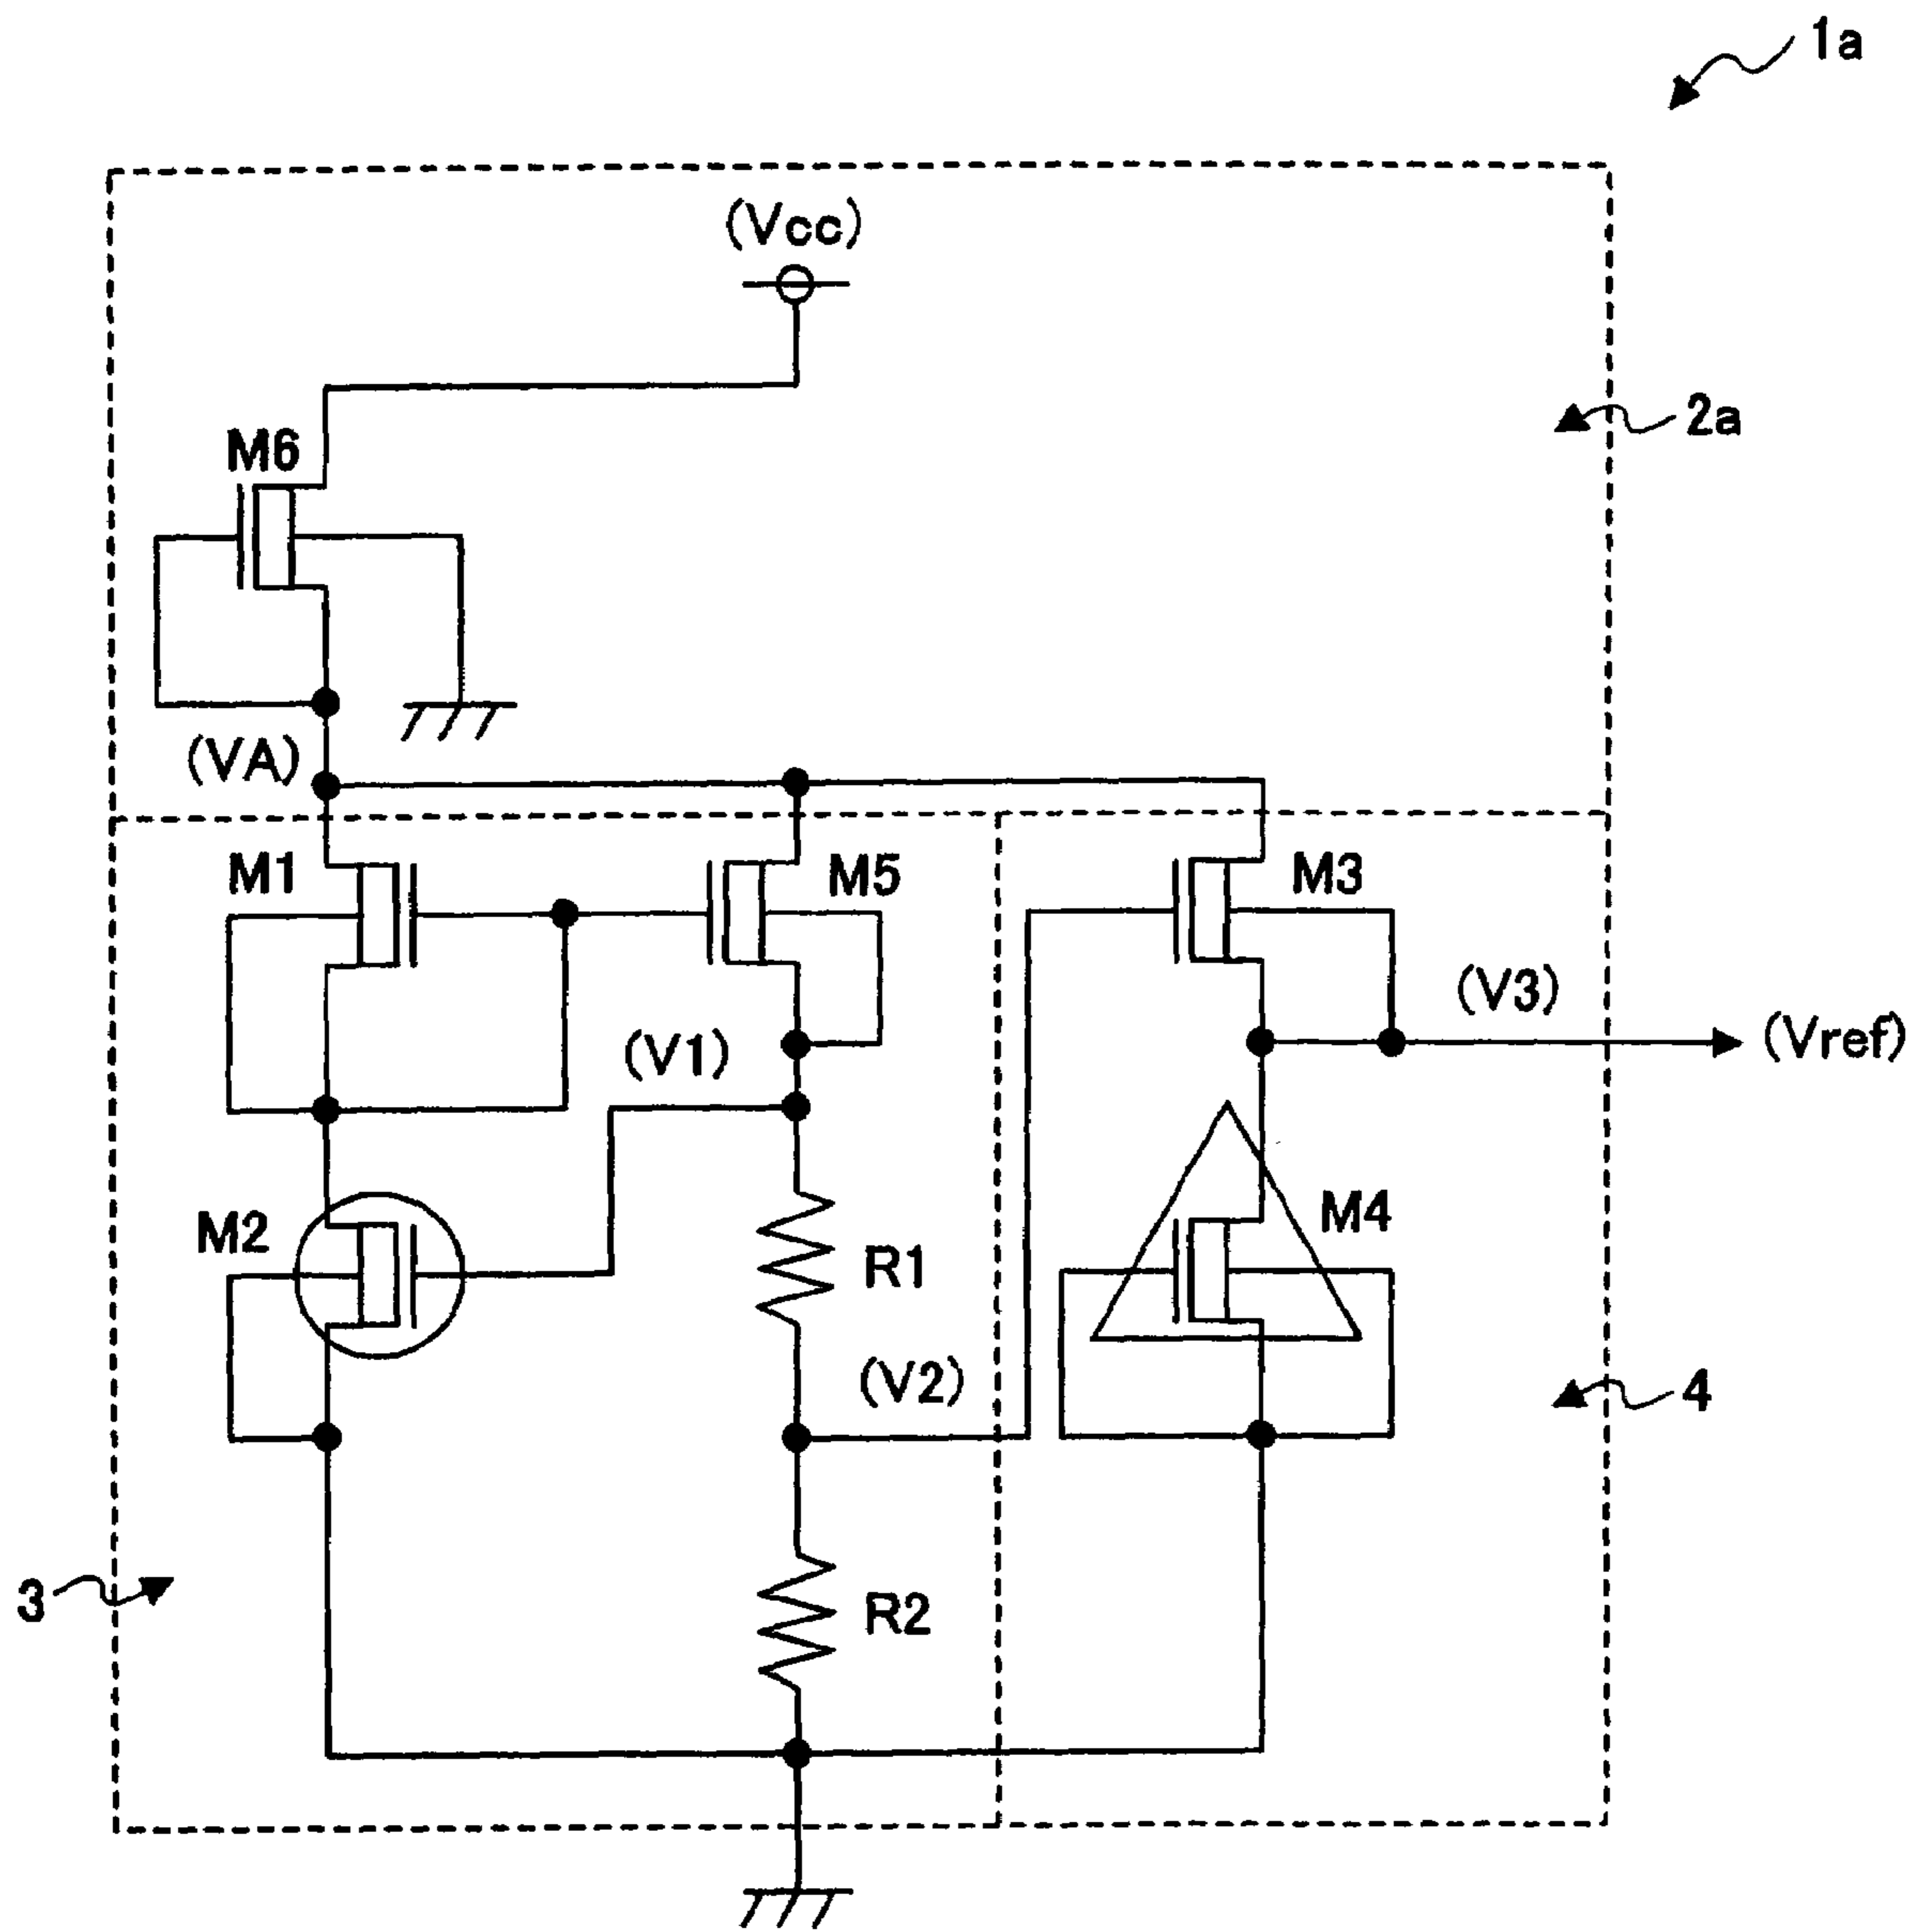 1a
(Vcc)
2a
M6
(VA)
M1
M5
M3
(V3)
(V1)
(Vref)
M2
M4
R1
(V2)
4
3
R2